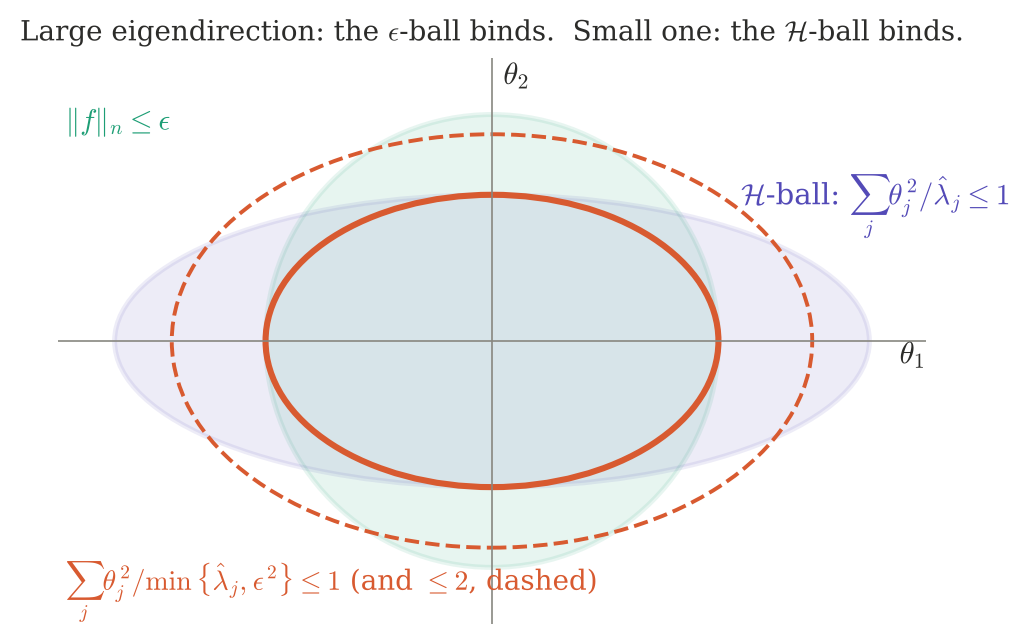 Large eigendirection: the ϵ-ball binds.  Small one: the ℋ-ball binds.
θ₂
‖f‖ₙ ≤ ϵ
ℋ-ball: ∑ⱼ θⱼ²/λ̂ⱼ ≤ 1
θ₁
∑ⱼ θⱼ²/min {λ̂ⱼ, ϵ²} ≤ 1 (and ≤ 2, dashed)